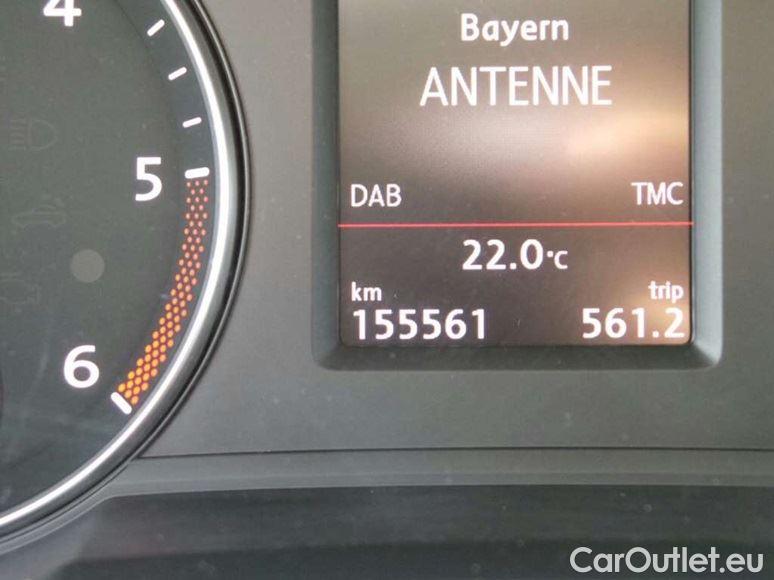 4
5
6
Bayern
ANTENNE
DAB TMC
22.0°C
km trip
155561 561.2
CarOutlet.eu